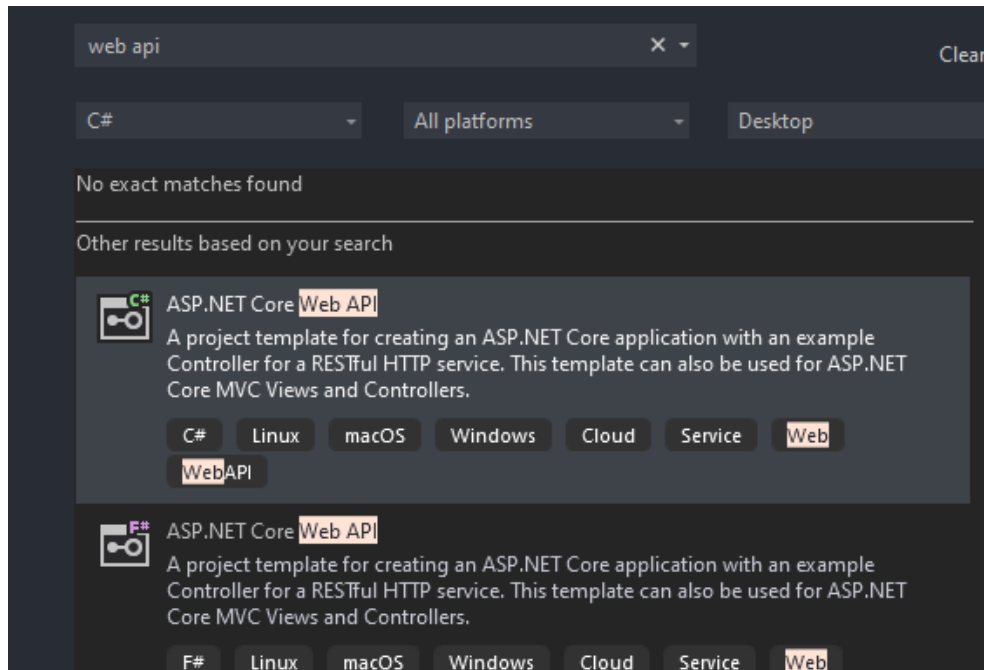 web api
Clear
C# All platforms Desktop
No exact matches found
Other results based on your search
C#
ASP.NET Core Web API
A project template for creating an ASP.NET Core application with an example
Controller for a RESTful HTTP service. This template can also be used for ASP.NET
Core MVC Views and Controllers.
C# Linux macOS Windows Cloud Service Web
WebAPI
F#
ASP.NET Core Web API
A project template for creating an ASP.NET Core application with an example
Controller for a RESTful HTTP service. This template can also be used for ASP.NET
Core MVC Views and Controllers.
F# Linux macOS Windows Cloud Service Web